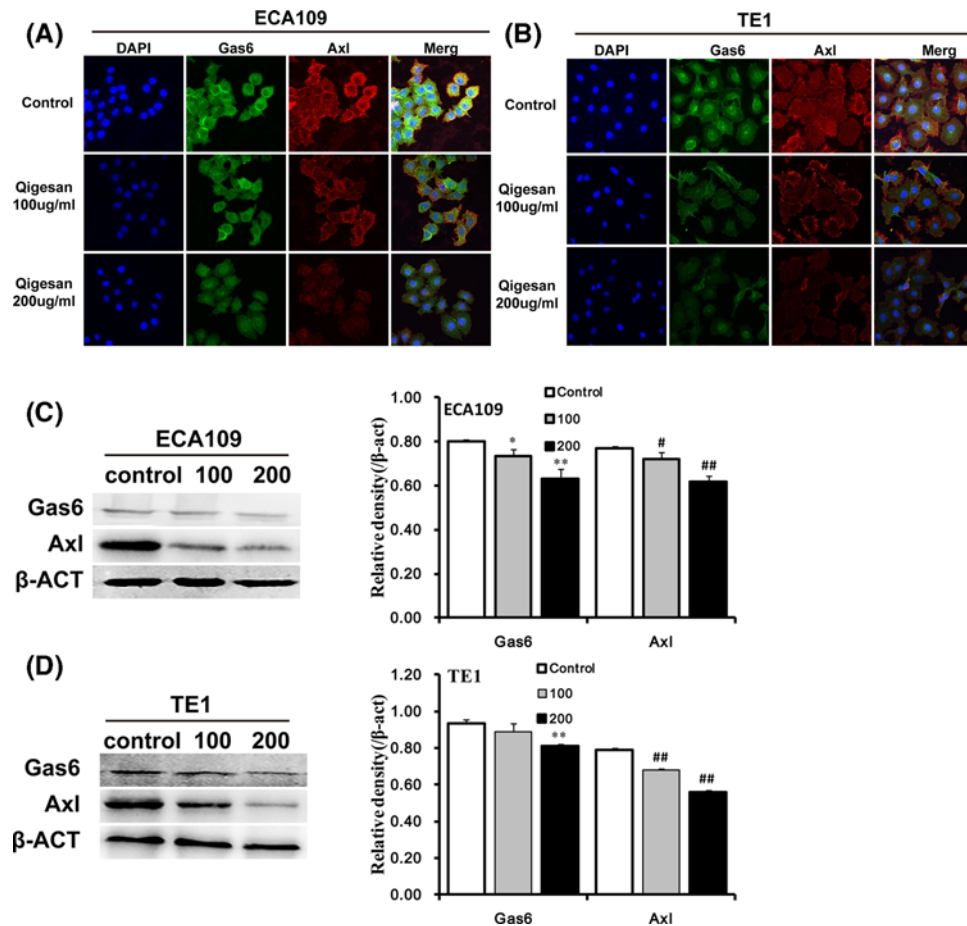 (A)
ECA109
DAPI Gas6 Axl Merg
Control
Qigesan
100ug/ml
Qigesan
200ug/ml
(B)
TE1
DAPI Gas6 Axl Merg
Control
Qigesan
100ug/ml
Qigesan
200ug/ml
(C)
ECA109
control 100 200
Gas6
Axl
β-ACT
Relative density(/β-act)
1.00
0.80
0.60
0.40
0.20
0.00
ECA109
Control
100
200
*
**
#
##
Gas6 Axl
(D)
TE1
control 100 200
Gas6
Axl
β-ACT
Relative density(/β-act)
1.20
1.00
0.80
0.60
0.40
0.20
0.00
TE1
Control
100
200
**
##
##
Gas6 Axl